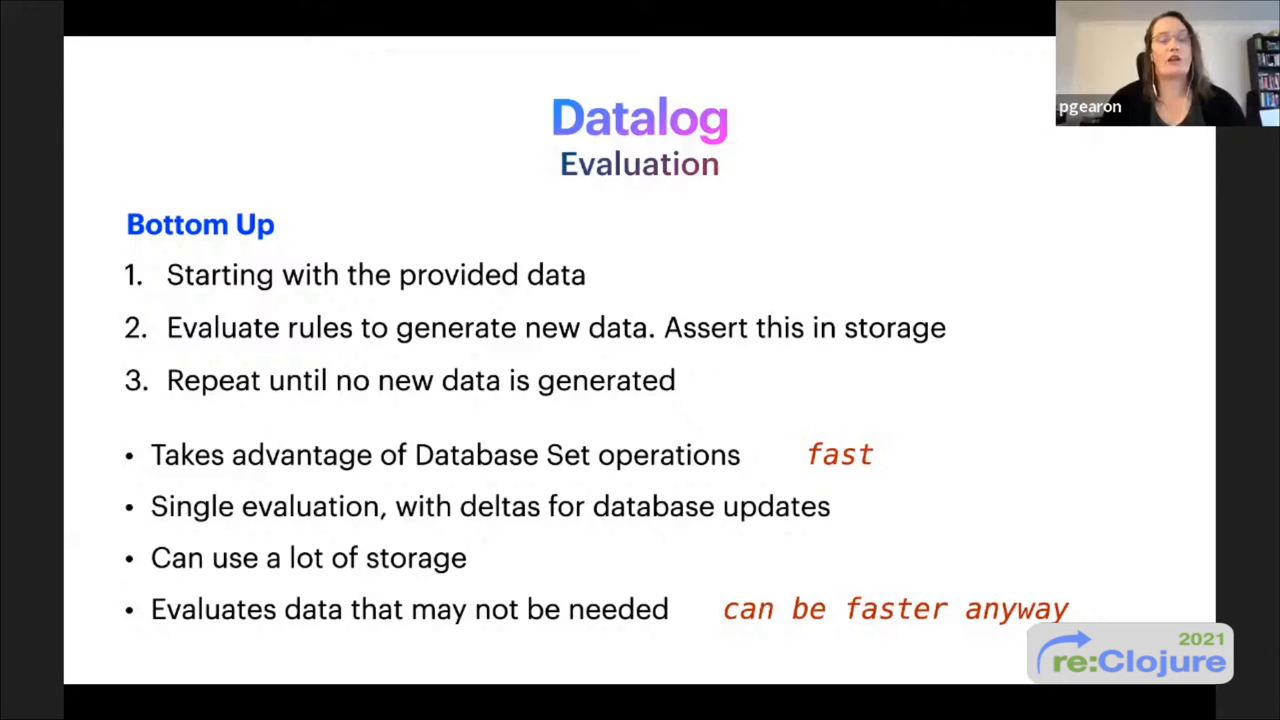 pgearon
Datalog
Evaluation
Bottom Up
1. Starting with the provided data
2. Evaluate rules to generate new data. Assert this in storage
3. Repeat until no new data is generated
• Takes advantage of Database Set operations fast
• Single evaluation, with deltas for database updates
• Can use a lot of storage
• Evaluates data that may not be needed can be faster anyway
2021
re:Clojure